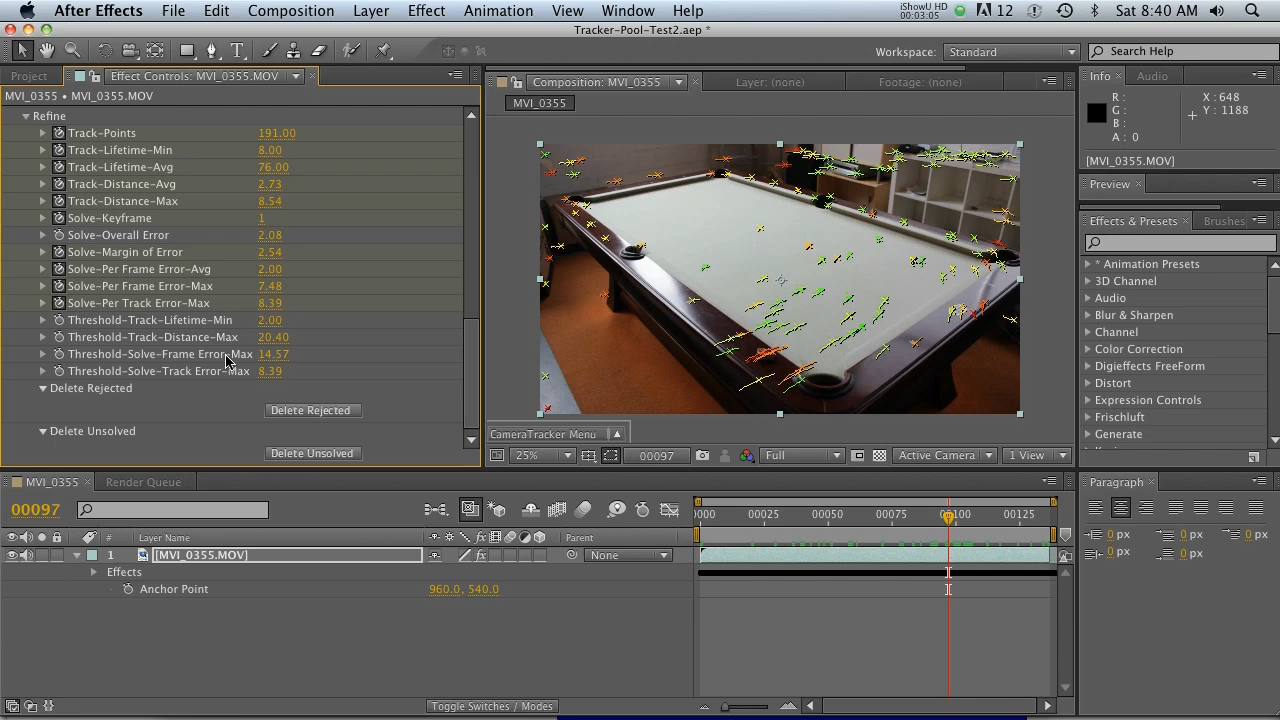 After Effects File Edit Composition Layer Effect Animation View Window Help iShowU HD 00:03:05 12 Sat 8:40 AM
Tracker-Pool-Test2.aep *
Workspace: Standard Search Help
Project Effect Controls: MVI_0355.MOV
MVI_0355 • MVI_0355.MOV
Refine
Track-Points 191.00
Track-Lifetime-Min 8.00
Track-Lifetime-Avg 76.00
Track-Distance-Avg 2.73
Track-Distance-Max 8.54
Solve-Keyframe 1
Solve-Overall Error 2.08
Solve-Margin of Error 2.54
Solve-Per Frame Error-Avg 2.00
Solve-Per Frame Error-Max 7.48
Solve-Per Track Error-Max 8.39
Threshold-Track-Lifetime-Min 2.00
Threshold-Track-Distance-Max 20.40
Threshold-Solve-Frame Error-Max 14.57
Threshold-Solve-Track Error-Max 8.39
Delete Rejected
Delete Rejected
Delete Unsolved
Delete Unsolved
Composition: MVI_0355 Layer: (none) Footage: (none)
MVI_0355
CameraTracker Menu
25% 00097 Full Active Camera 1 View
Info Audio
R :
G :
B :
A : 0
X : 648
Y : 1188
[MVI_0355.MOV]
Preview
Effects & Presets Brushes
* Animation Presets
3D Channel
Audio
Blur & Sharpen
Channel
Color Correction
Digieffects FreeForm
Distort
Expression Controls
Frischluft
Generate
MVI_0355 Render Queue
00097
0000 00025 00050 00075 00100 00125
# Layer Name Parent
1 [MVI_0355.MOV] None
Effects
Anchor Point 960.0, 540.0
Toggle Switches / Modes
Paragraph
0 px 0 px 0 px
0 px 0 px